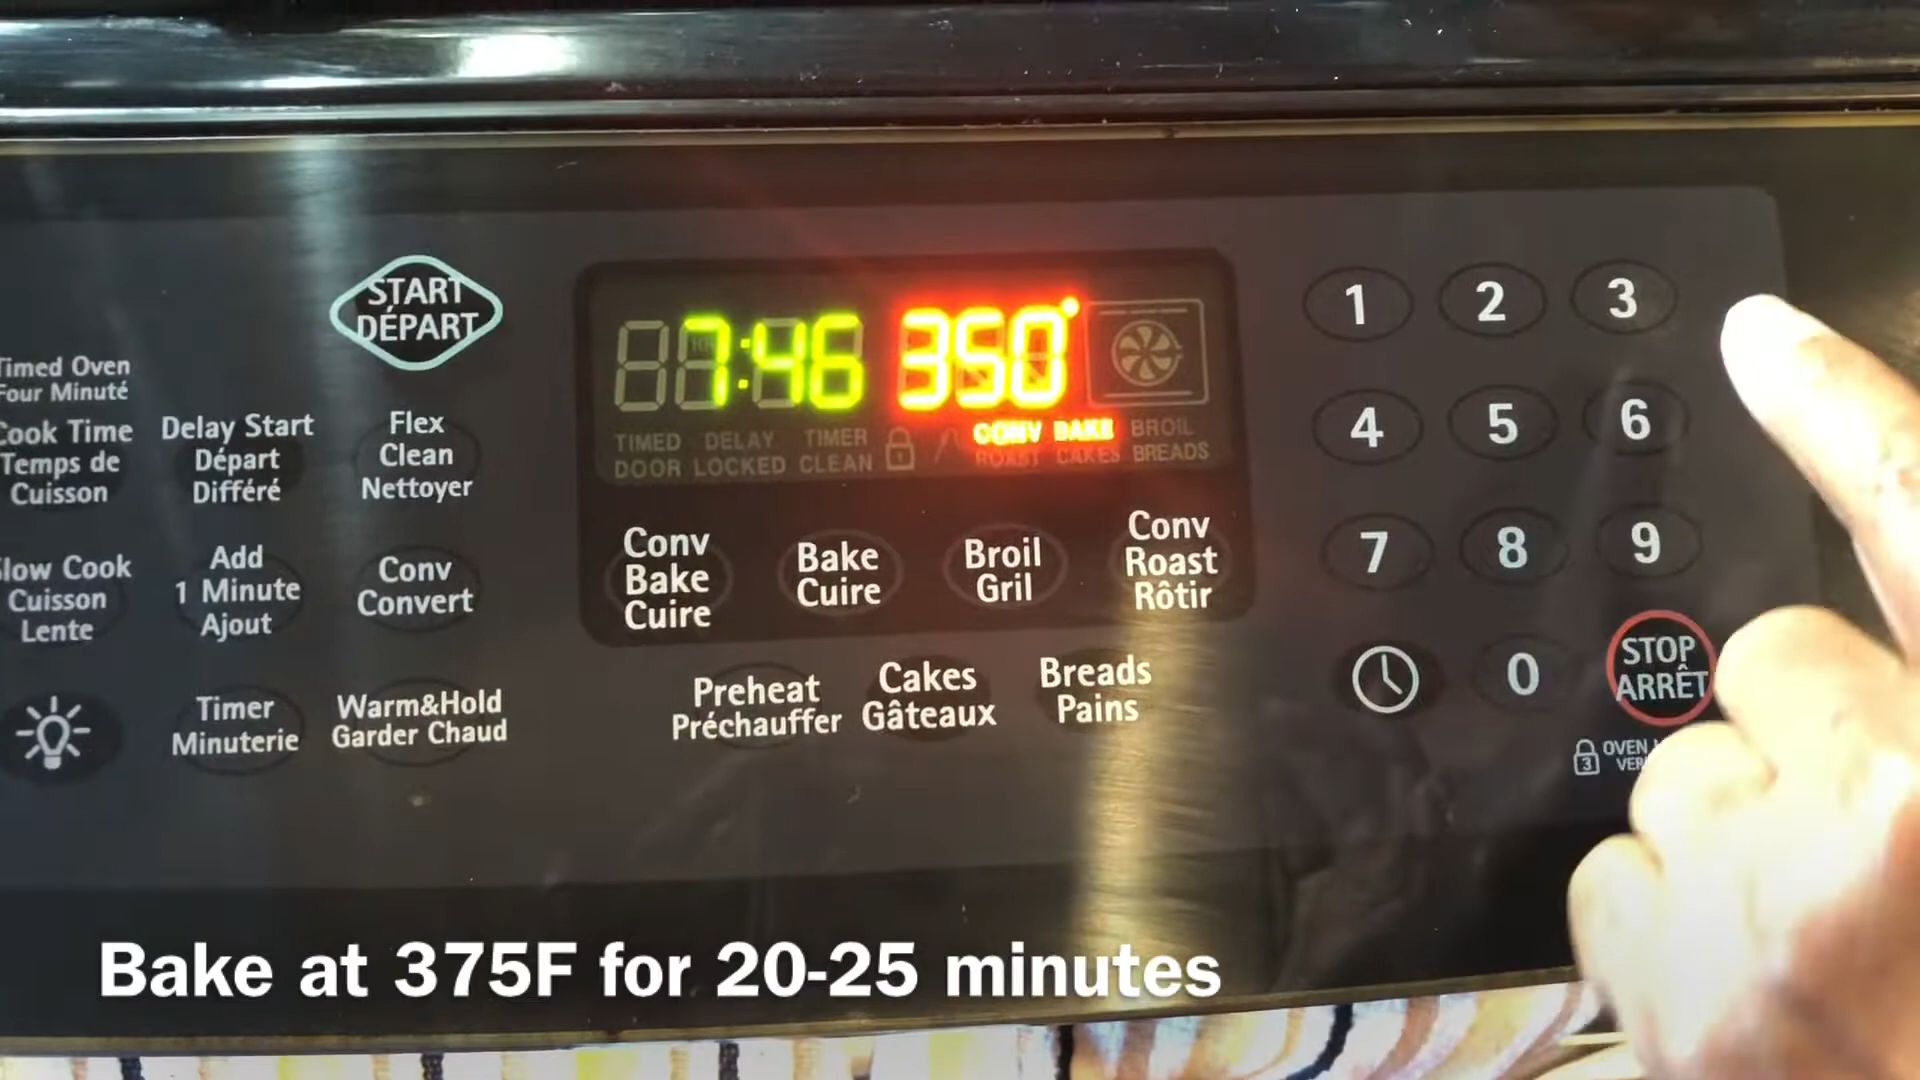 START
DÉPART
7:46 350°
TIMED DELAY TIMER CONV BAKE BROIL
DOOR LOCKED CLEAN ROAST CAKES BREADS
Timed Oven
Four Minuté
Cook Time
Temps de
Cuisson
Delay Start
Départ
Différé
Flex
Clean
Nettoyer
Slow Cook
Cuisson
Lente
Add
1 Minute
Ajout
Conv
Convert
Timer
Minuterie
Warm&Hold
Garder Chaud
Conv
Bake
Cuire
Bake
Cuire
Broil
Gril
Conv
Roast
Rôtir
Preheat
Préchauffer
Cakes
Gâteaux
Breads
Pains
1 2 3
4 5 6
7 8 9
0
STOP
ARRÊT
3
OVEN
Bake at 375F for 20-25 minutes